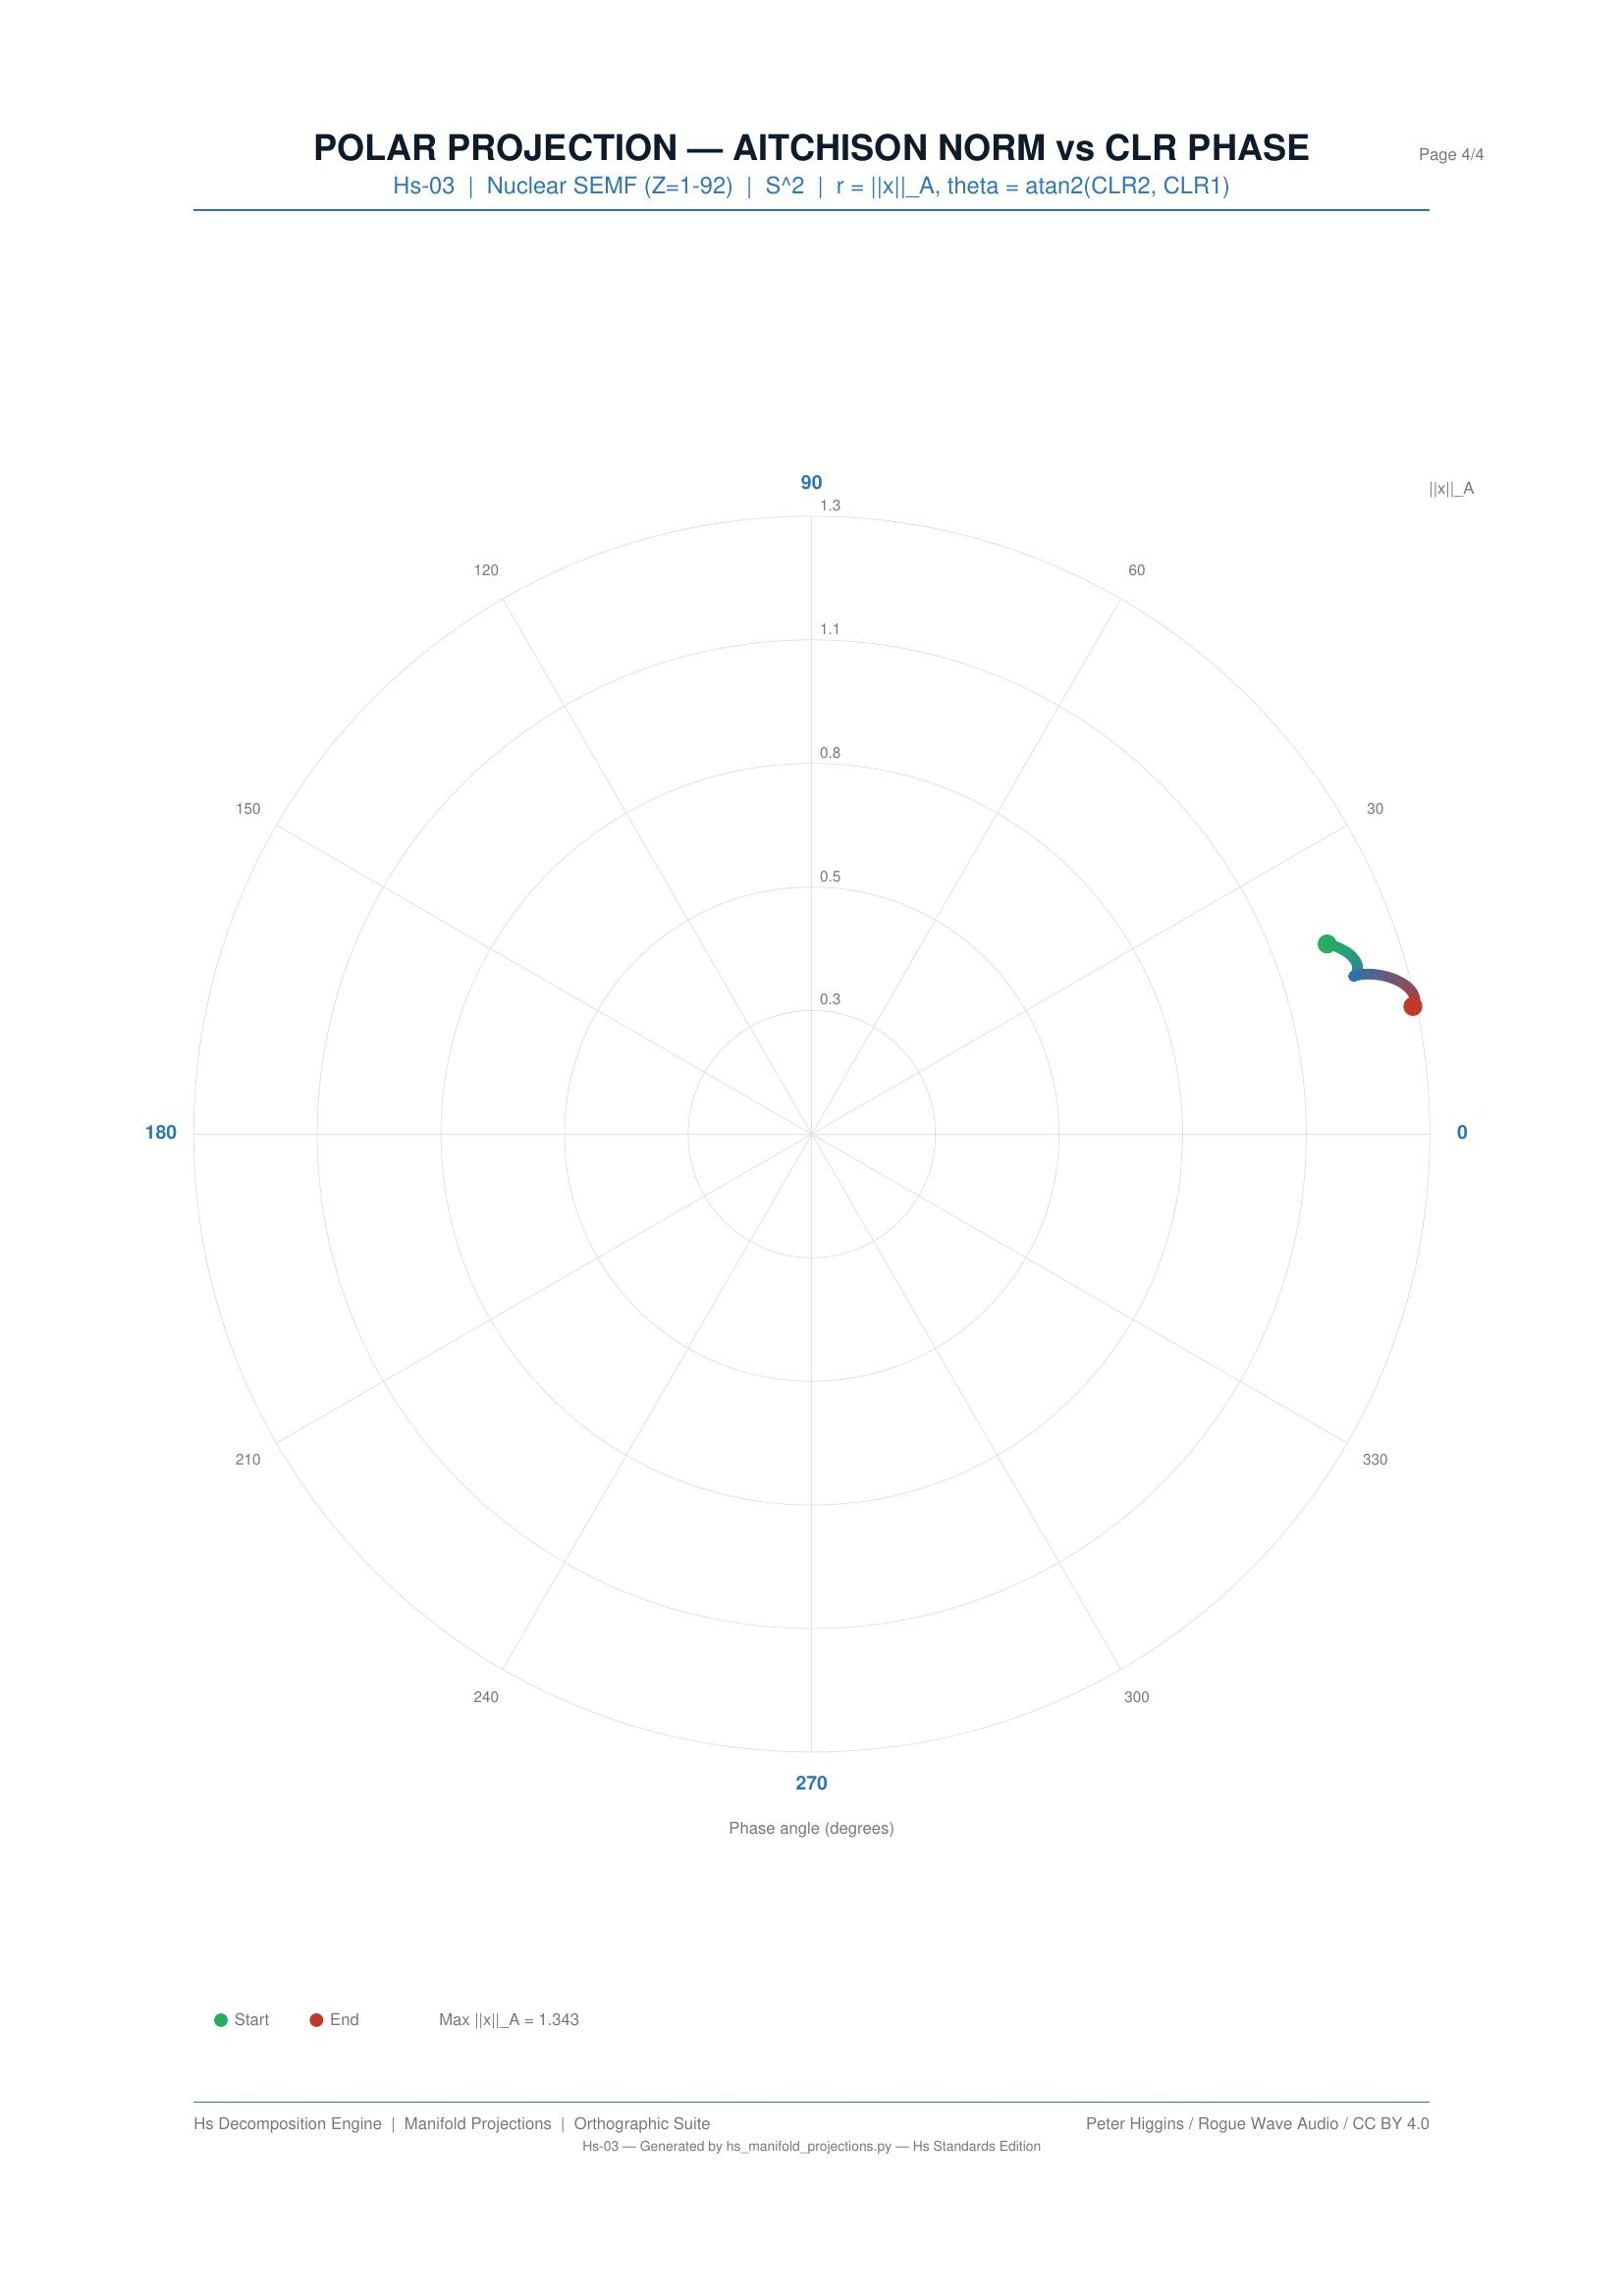 POLAR PROJECTION — AITCHISON NORM vs CLR PHASE
Page 4/4
Hs-03 | Nuclear SEMF (Z=1-92) | S^2 | r = ||x||_A, theta = atan2(CLR2, CLR1)
90
||x||_A
1.3
120
60
1.1
0.8
150
30
0.5
0.3
180
0
210
330
240
300
270
Phase angle (degrees)
Start
End
Max ||x||_A = 1.343
Hs Decomposition Engine | Manifold Projections | Orthographic Suite
Peter Higgins / Rogue Wave Audio / CC BY 4.0
Hs-03 — Generated by hs_manifold_projections.py — Hs Standards Edition